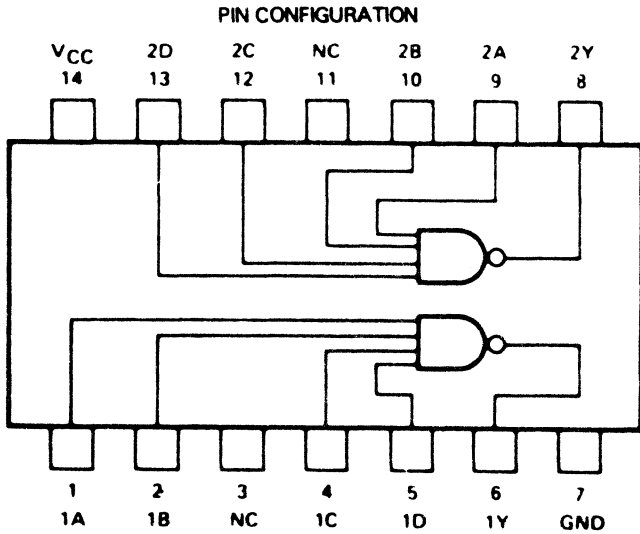 PIN CONFIGURATION
VCC 2D 2C NC 2B 2A 2Y
14 13 12 11 10 9 8
1 2 3 4 5 6 7
1A 1B NC 1C 1D 1Y GND